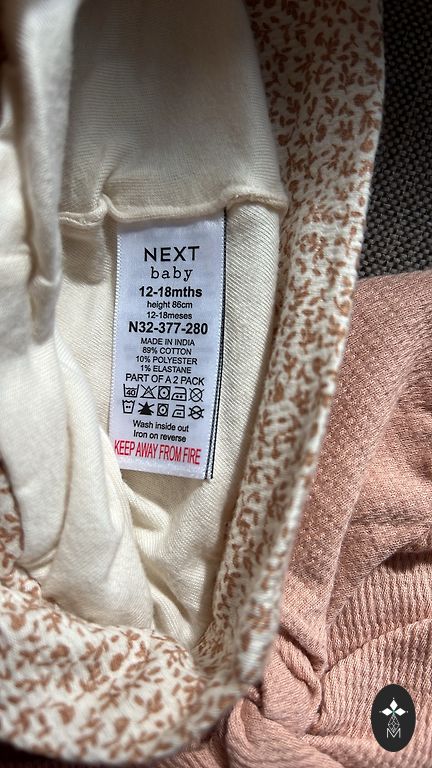 NEXT
baby
12-18mths
height 86cm
12-18meses
N32-377-280
MADE IN INDIA
89% COTTON
10% POLYESTER
1% ELASTANE
PART OF A 2 PACK
40
Wash inside out
Iron on reverse
KEEP AWAY FROM FIRE